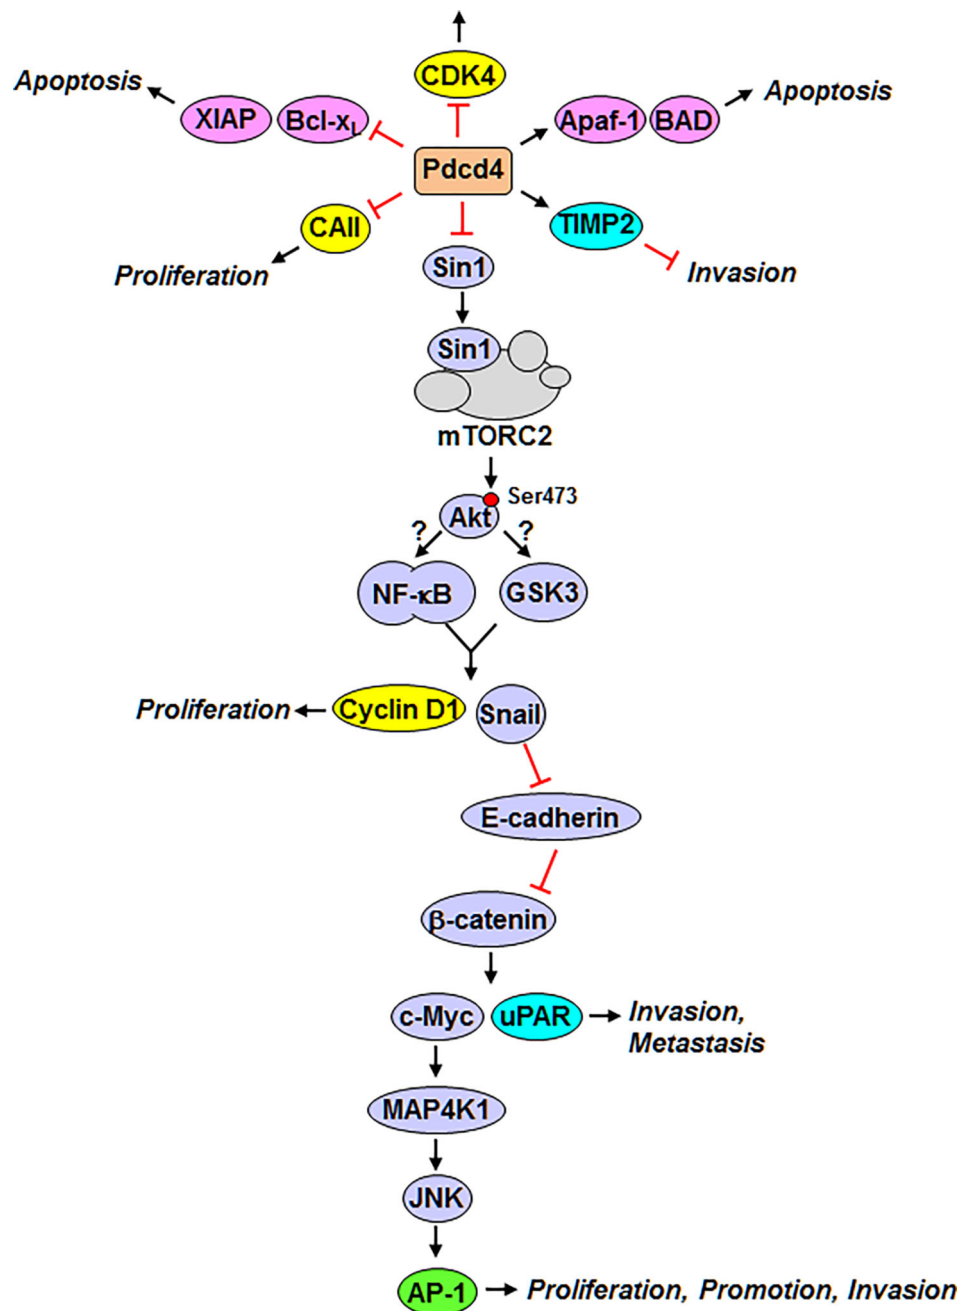 CDK4
Apoptosis
XIAP
Bcl-xL
Apaf-1
BAD
Apoptosis
Pdcd4
CAII
TIMP2
Proliferation
Sin1
Invasion
Sin1
mTORC2
Ser473
Akt
?
?
NF-κB
GSK3
Proliferation
Cyclin D1
Snail
E-cadherin
β-catenin
c-Myc
uPAR
Invasion,
Metastasis
MAP4K1
JNK
AP-1
Proliferation, Promotion, Invasion